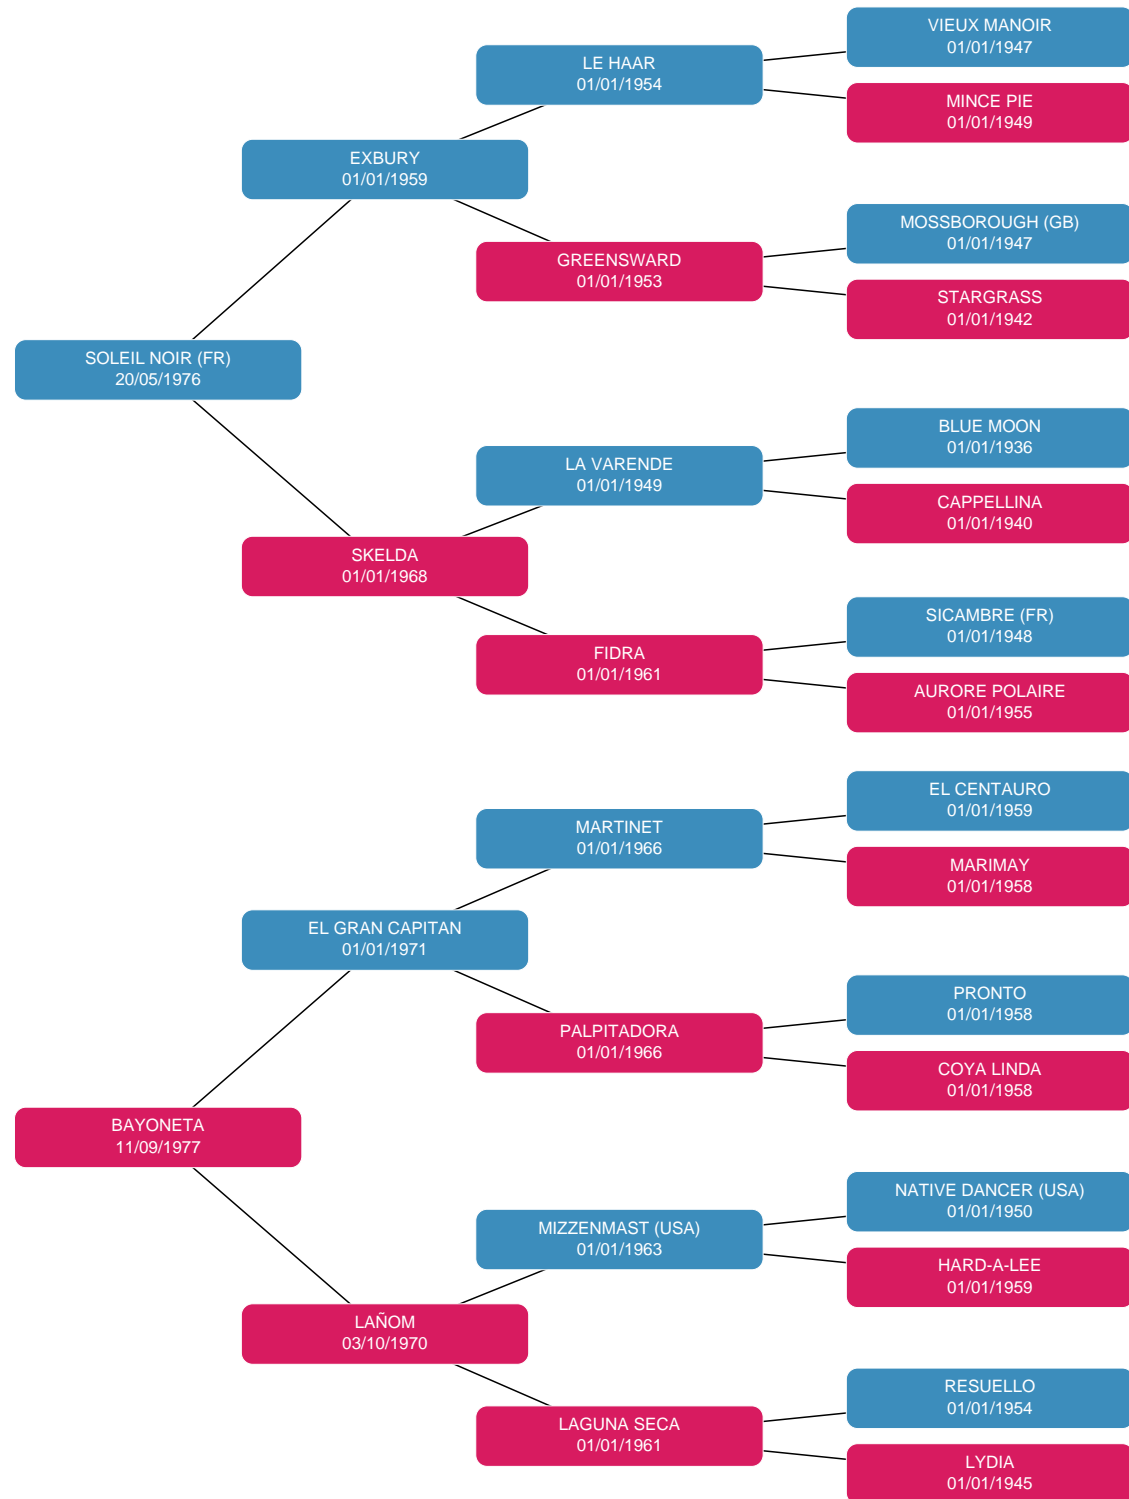 VIEUX MANOIR
01/01/1947
LE HAAR
01/01/1954
MINCE PIE
01/01/1949
EXBURY
01/01/1959
MOSSBOROUGH (GB)
01/01/1947
GREENSWARD
01/01/1953
STARGRASS
01/01/1942
SOLEIL NOIR (FR)
20/05/1976
BLUE MOON
01/01/1936
LA VARENDE
01/01/1949
CAPPELLINA
01/01/1940
SKELDA
01/01/1968
SICAMBRE (FR)
01/01/1948
FIDRA
01/01/1961
AURORE POLAIRE
01/01/1955
EL CENTAURO
01/01/1959
MARTINET
01/01/1966
MARIMAY
01/01/1958
EL GRAN CAPITAN
01/01/1971
PRONTO
01/01/1958
PALPITADORA
01/01/1966
COYA LINDA
01/01/1958
BAYONETA
11/09/1977
NATIVE DANCER (USA)
01/01/1950
MIZZENMAST (USA)
01/01/1963
HARD-A-LEE
01/01/1959
LAÑOM
03/10/1970
RESUELLO
01/01/1954
LAGUNA SECA
01/01/1961
LYDIA
01/01/1945